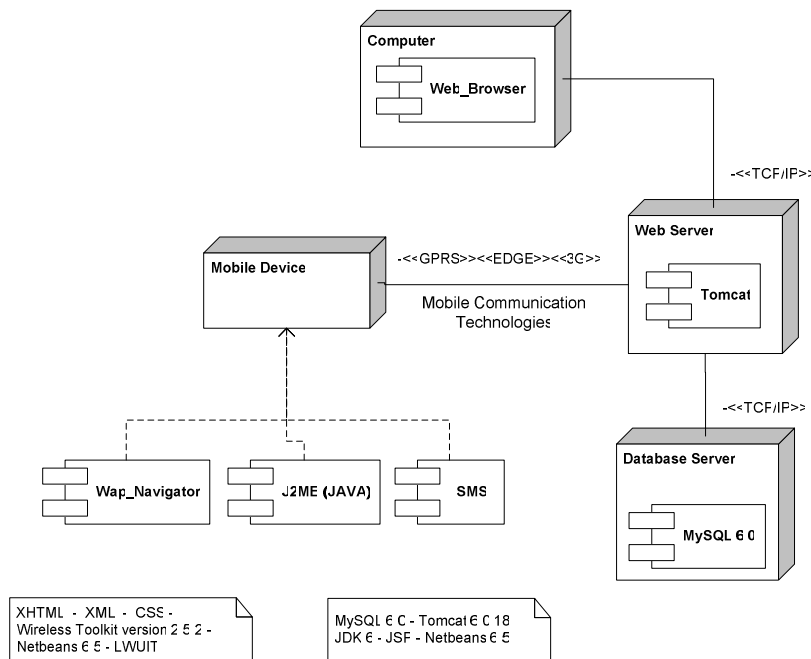 Computer
Web_Browser
-<<TCP/IP>>
Web Server
Tomcat
Mobile Device
-<<GPRS>><<EDGE>><<3G>>
Mobile Communication
Technologies
-<<TCP/IP>>
Database Server
MySQL 6.0
Wap_Navigator
J2ME (JAVA)
SMS
XHTML - XML - CSS -
Wireless Toolkit version 2.5.2 -
Netbeans 6.5 - LWUIT
MySQL 6.0 - Tomcat 6.0.18
JDK 6 - JSP - Netbeans 6.5